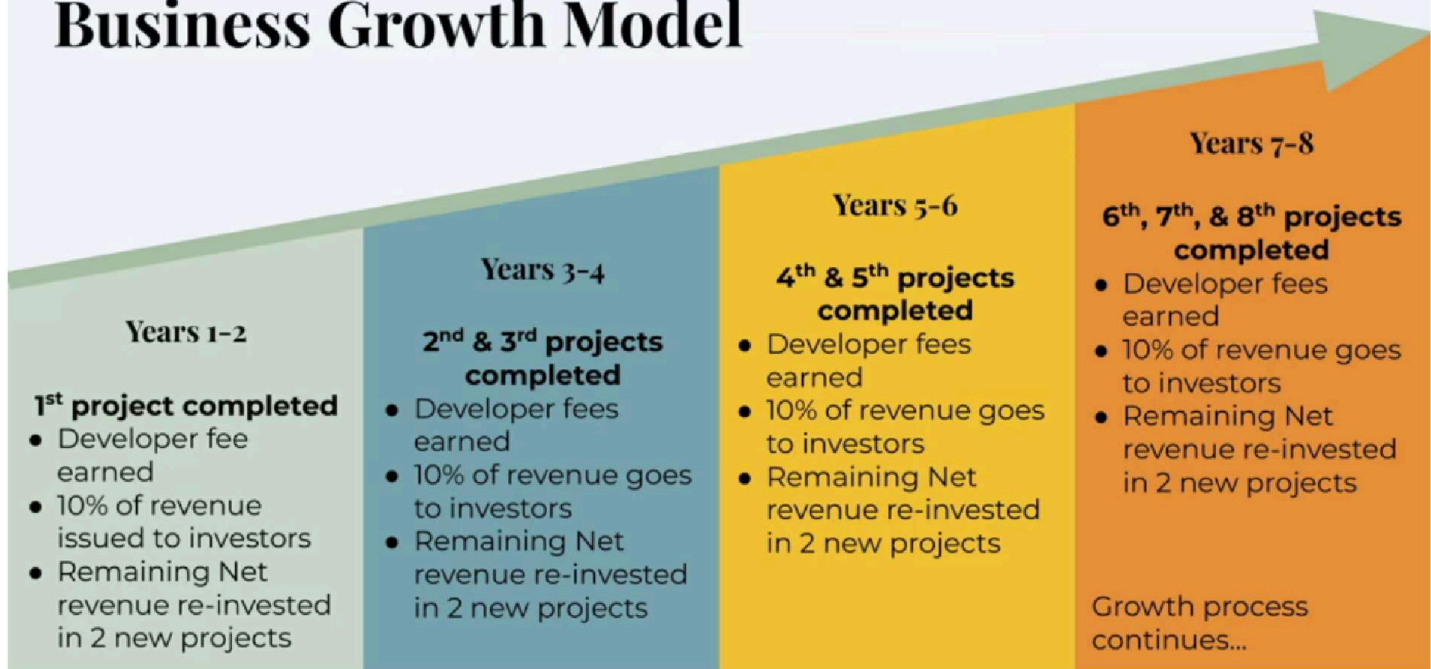 Business Growth Model
Years 1-2
1st project completed
● Developer fee
earned
● 10% of revenue
issued to investors
● Remaining Net
revenue re-invested
in 2 new projects
Years 3-4
2nd & 3rd projects
completed
● Developer fees
earned
● 10% of revenue goes
to investors
● Remaining Net
revenue re-invested
in 2 new projects
Years 5-6
4th & 5th projects
completed
● Developer fees
earned
● 10% of revenue goes
to investors
● Remaining Net
revenue re-invested
in 2 new projects
Years 7-8
6th, 7th, & 8th projects
completed
● Developer fees
earned
● 10% of revenue goes
to investors
● Remaining Net
revenue re-invested
in 2 new projects
Growth process
continues...